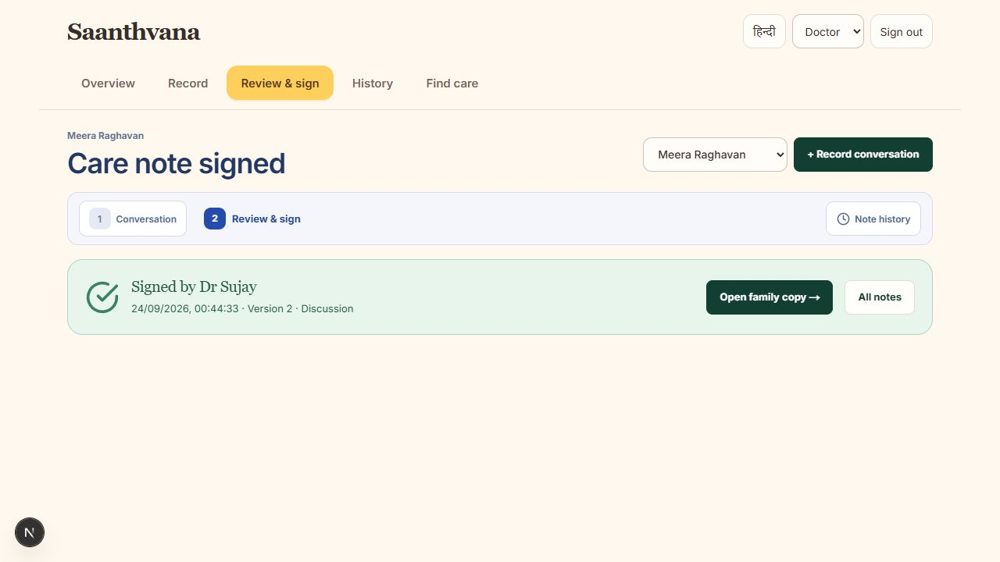 Saanthvana
हिन्दी
Doctor
Sign out
Overview
Record
Review & sign
History
Find care
Meera Raghavan
Care note signed
Meera Raghavan
+ Record conversation
1
Conversation
2
Review & sign
Note history
Signed by Dr Sujay
24/09/2026, 00:44:33 · Version 2 · Discussion
Open family copy →
All notes
N